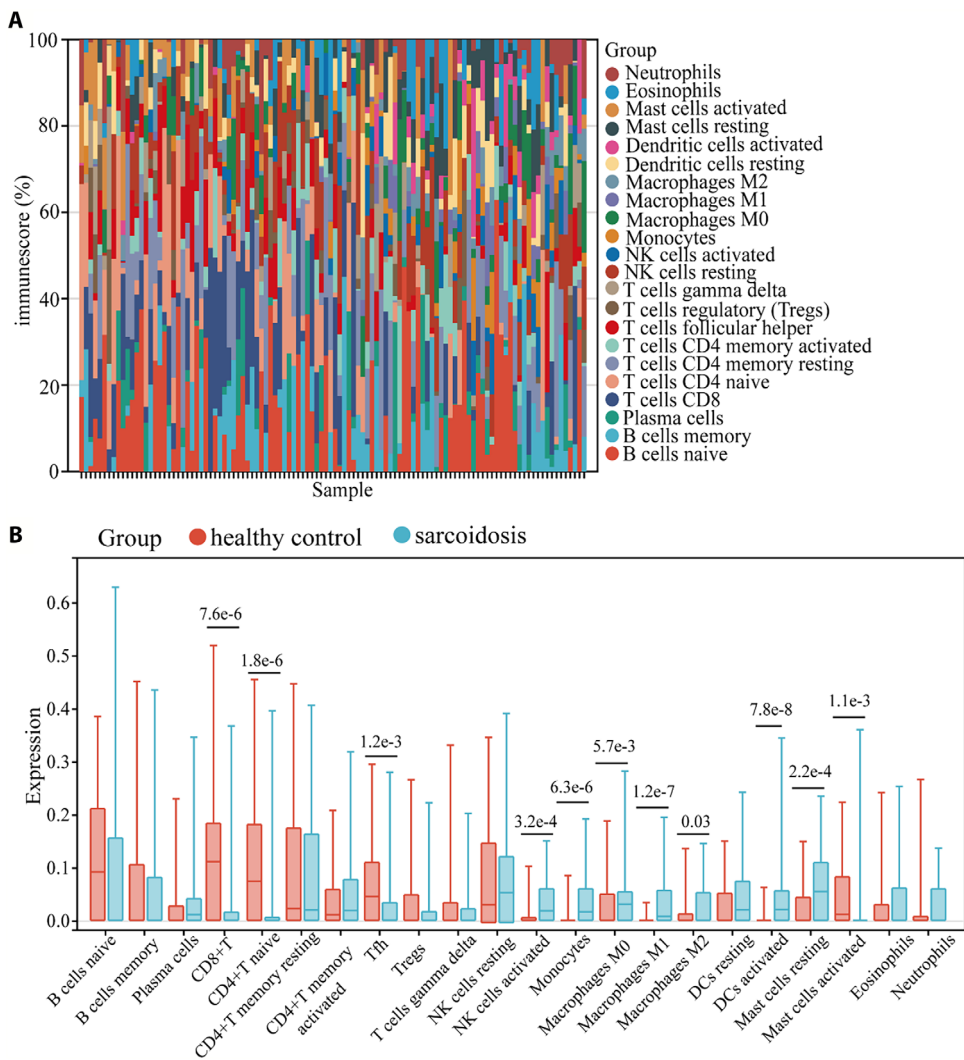 A
100
80
60
40
20
0
immunescore (%)
Sample
Group
Neutrophils
Eosinophils
Mast cells activated
Mast cells resting
Dendritic cells activated
Dendritic cells resting
Macrophages M2
Macrophages M1
Macrophages M0
Monocytes
NK cells activated
NK cells resting
T cells gamma delta
T cells regulatory (Tregs)
T cells follicular helper
T cells CD4 memory activated
T cells CD4 memory resting
T cells CD4 naive
T cells CD8
Plasma cells
B cells memory
B cells naive
B
Group healthy control sarcoidosis
0.6
0.5
0.4
0.3
0.2
0.1
0.0
Expression
7.6e-6
1.8e-6
1.2e-3
3.2e-4
6.3e-6
5.7e-3
1.2e-7
0.03
7.8e-8
2.2e-4
1.1e-3
B cells naive
B cells memory
Plasma cells
CD8+T
CD4+T naive
CD4+T memory resting
CD4+T memory
activated
Tfh
Tregs
T cells gamma delta
NK cells resting
NK cells activated
Monocytes
Macrophages M0
Macrophages M1
Macrophages M2
DCs resting
DCs activated
Mast cells resting
Mast cells activated
Eosinophils
Neutrophils